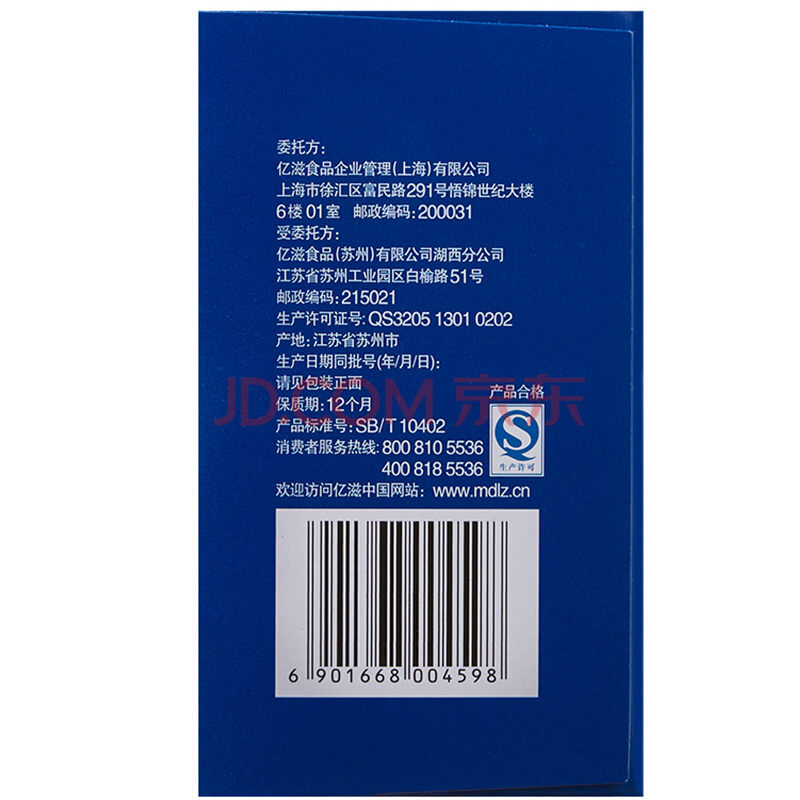 委托方：
亿滋食品企业管理(上海)有限公司
上海市徐汇区富民路291号悟锦世纪大楼
6楼01室 邮政编码：200031
受委托方：
亿滋食品(苏州)有限公司湖西分公司
江苏省苏州工业园区白榆路51号
邮政编码：215021
生产许可证号：QS3205 1301 0202
产地：江苏省苏州市
生产日期同批号(年/月/日)：
请见包装正面
保质期：12个月
产品标准号：SB/T 10402
消费者服务热线：800 810 5536
400 818 5536
欢迎访问亿滋中国网站：www.mdlz.cn
产品合格
QS
生产许可
JD.COM 京东
6 901668 004598